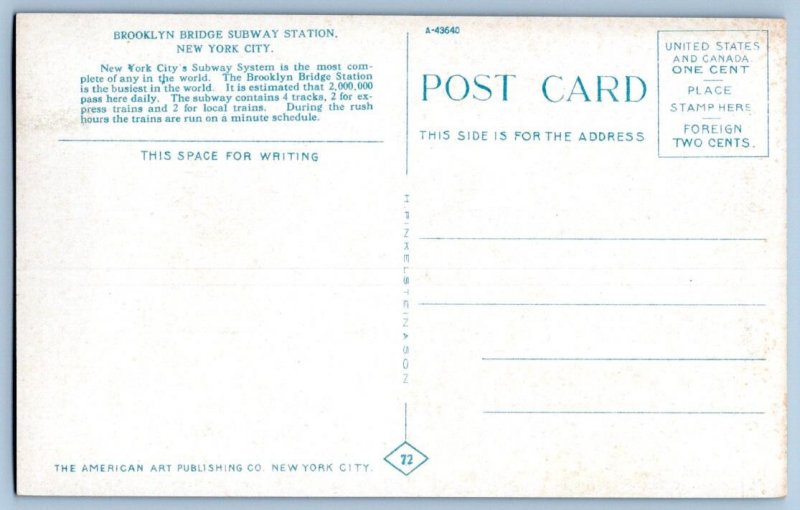 BROOKLYN BRIDGE SUBWAY STATION,
NEW YORK CITY.
New York City's Subway System is the most com-
plete of any in the world. The Brooklyn Bridge Station
is the busiest in the world. It is estimated that 2,000,000
pass here daily. The subway contains 4 tracks, 2 for ex-
press trains and 2 for local trains. During the rush
hours the trains are run on a minute schedule.
THIS SPACE FOR WRITING
THE AMERICAN ART PUBLISHING CO. NEW YORK CITY.
H. FINKELSTEIN & SON
72
A-43640
POST CARD
THIS SIDE IS FOR THE ADDRESS
UNITED STATES
AND CANADA
ONE CENT
PLACE
STAMP HERE
FOREIGN
TWO CENTS.